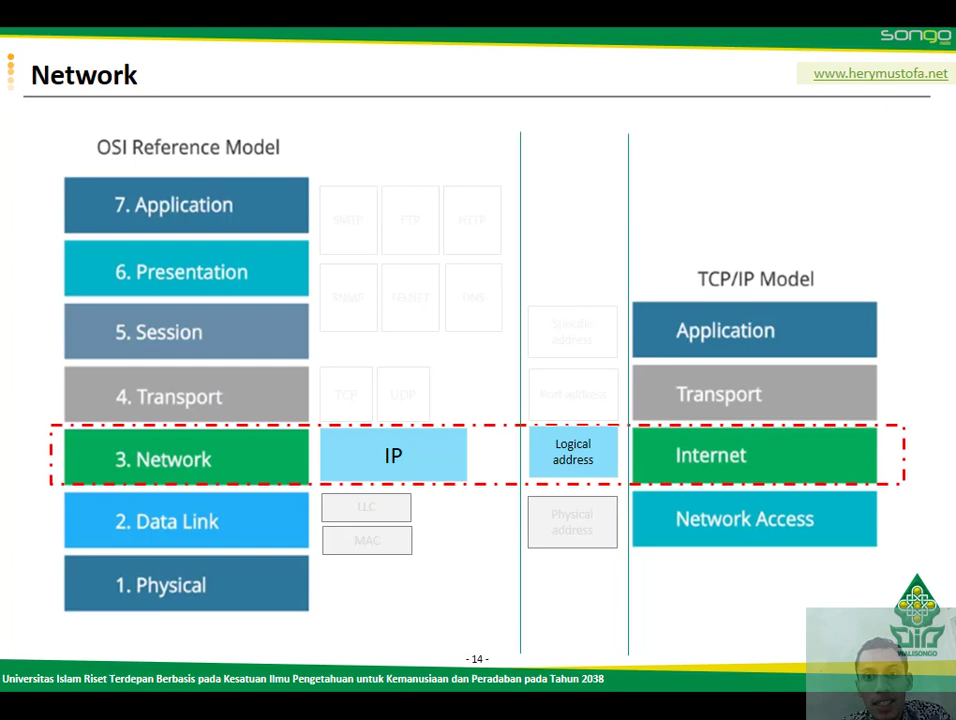 songo
Network
www.herymustofa.net
OSI Reference Model
7. Application
SMTP
FTP
HTTP
6. Presentation
SNMP
TELNET
DNS
TCP/IP Model
5. Session
Specific
address
Application
4. Transport
TCP
UDP
Port address
Transport
3. Network
IP
Logical
address
Internet
2. Data Link
LLC
MAC
Physical
address
Network Access
1. Physical
WALISONGO
- 14 -
Universitas Islam Riset Terdepan Berbasis pada Kesatuan Ilmu Pengetahuan untuk Kemanusiaan dan Peradaban pada Tahun 2038